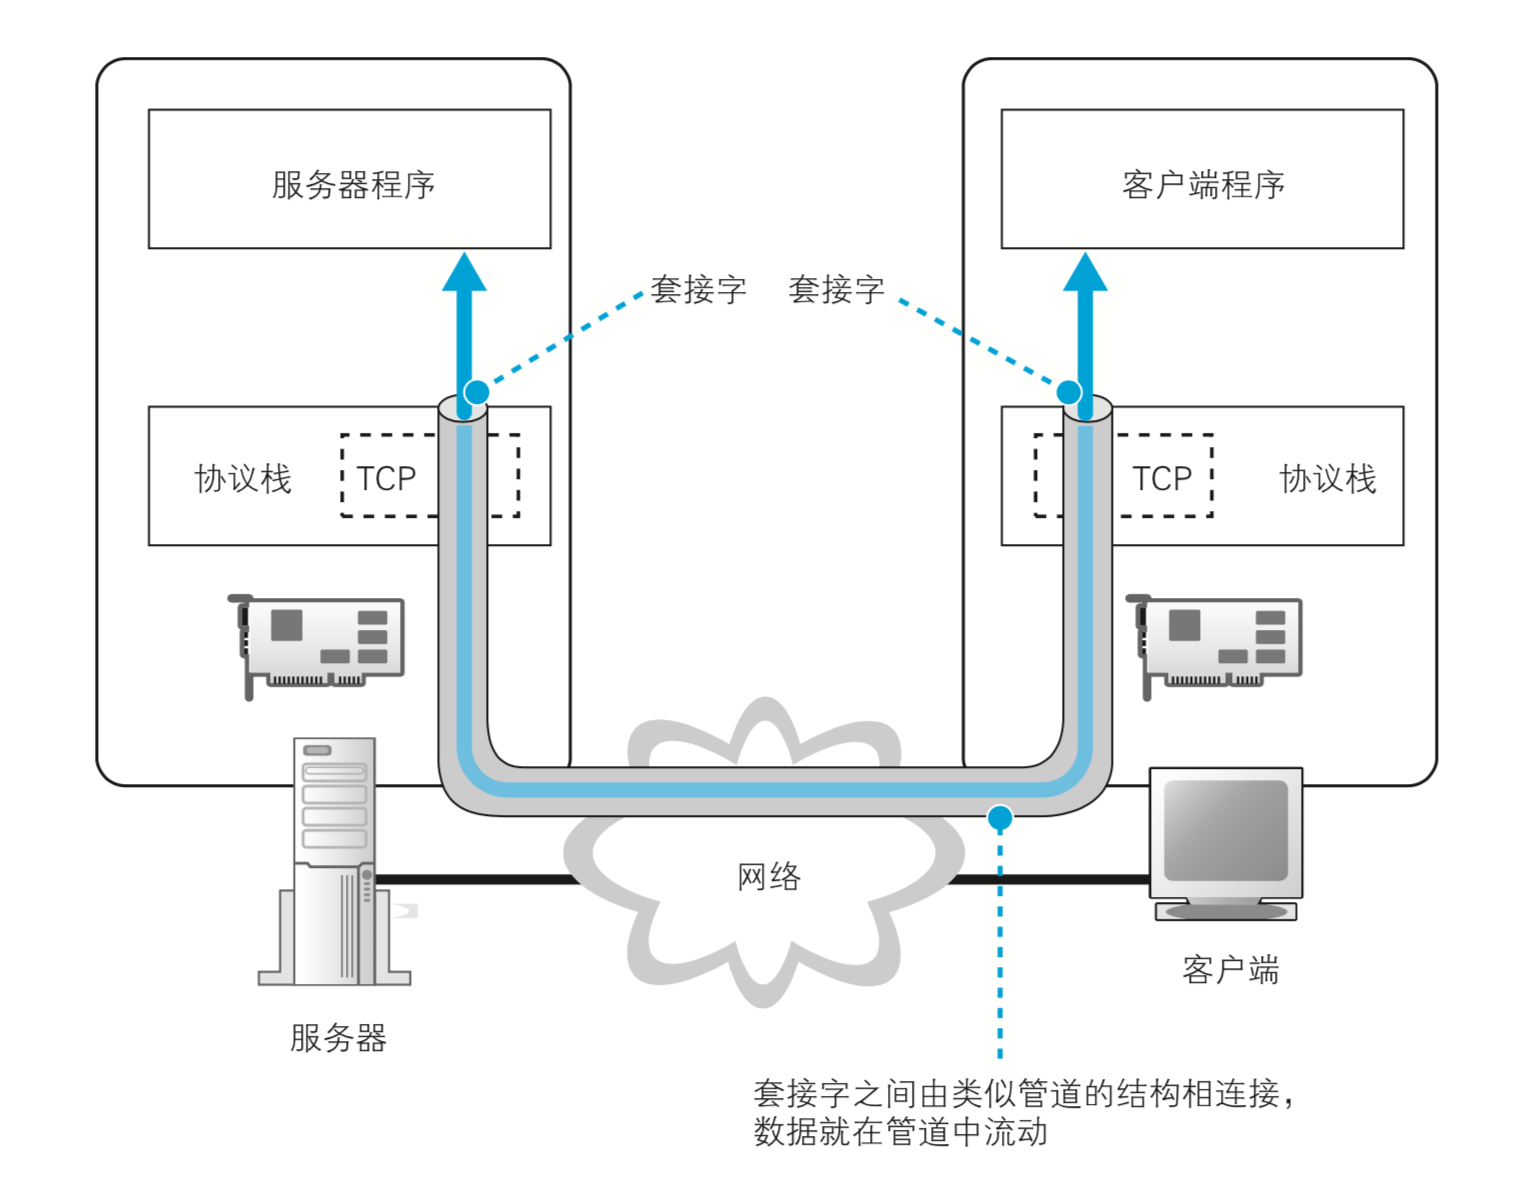 服务器程序
客户端程序
套接字
套接字
协议栈
TCP
TCP
协议栈
网络
客户端
服务器
套接字之间由类似管道的结构相连接，
数据就在管道中流动